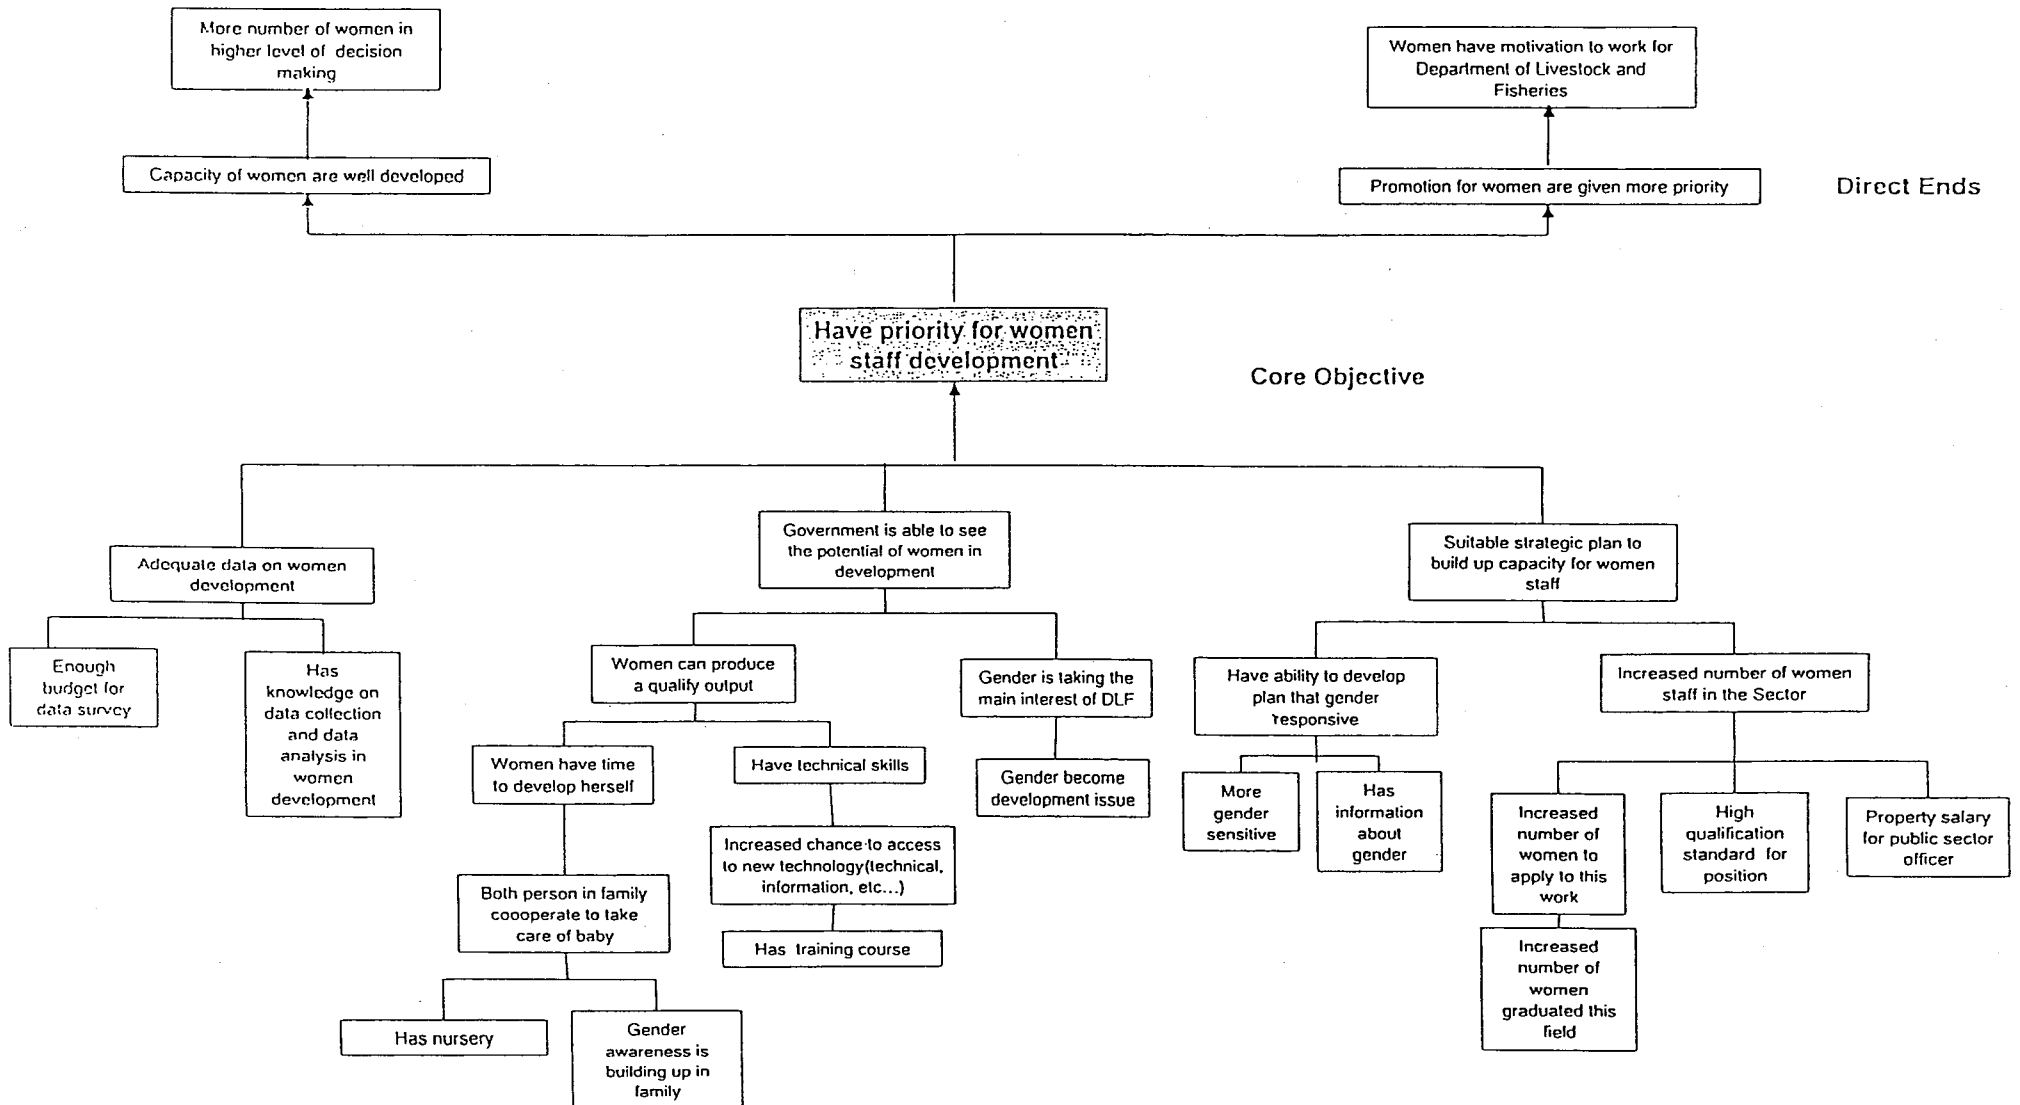 More number of women in
higher level of decision
making
Women have motivation to work for
Department of Livestock and
Fisheries
Capacity of women are well developed
Promotion for women are given more priority
Direct Ends
Have priority for women
staff development
Core Objective
Adequate data on women
development
Government is able to see
the potential of women in
development
Suitable strategic plan to
build up capacity for women
staff
Enough
budget for
data survey
Has
knowledge on
data collection
and data
analysis in
women
development
Women can produce
a qualify output
Gender is taking the
main interest of DLF
Have ability to develop
plan that gender
responsive
Increased number of women
staff in the Sector
Women have time
to develop herself
Have technical skills
Gender become
development issue
More
gender
sensitive
Has
information
about
gender
Increased
number of
women to
apply to this
work
High
qualification
standard for
position
Property salary
for public sector
officer
Increased chance to access
to new technology(technical,
information, etc...)
Both person in family
coooperate to take
care of baby
Has training course
Increased
number of
women
graduated this
field
Has nursery
Gender
awareness is
building up in
family